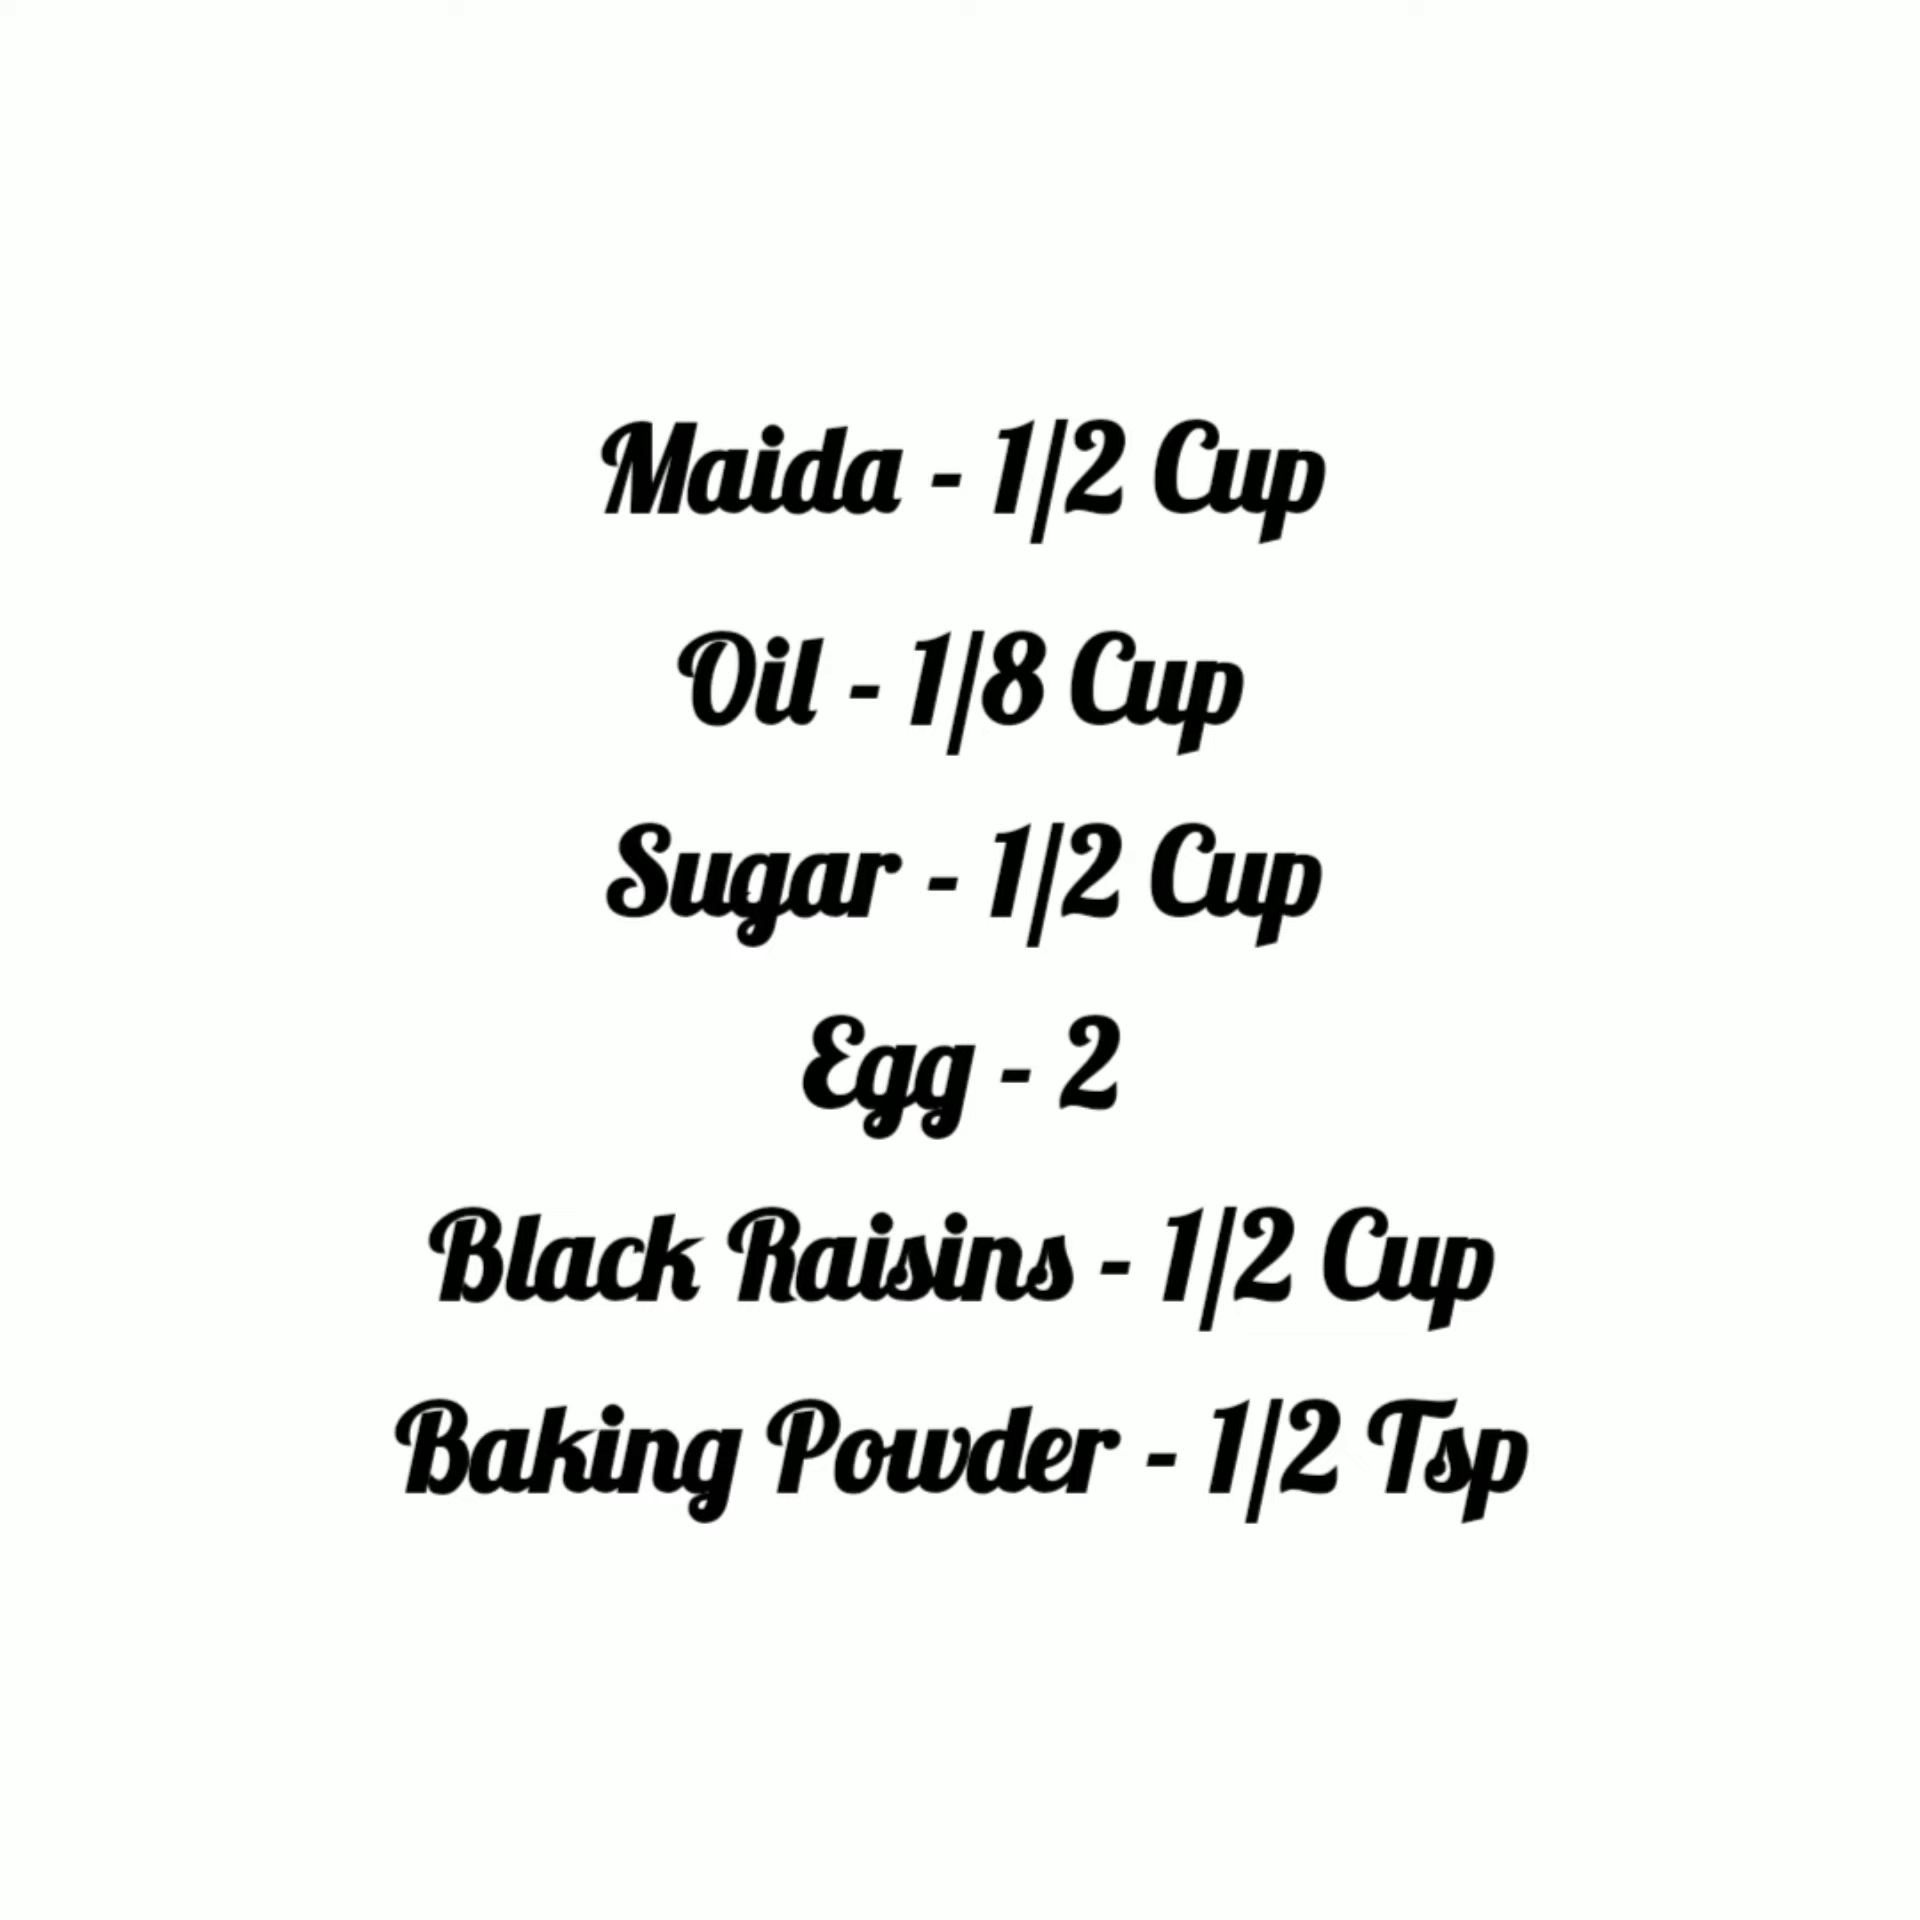 Maida - 1/2 Cup
Oil - 1/8 Cup
Sugar - 1/2 Cup
Egg - 2
Black Raisins - 1/2 Cup
Baking Powder - 1/2 Tsp